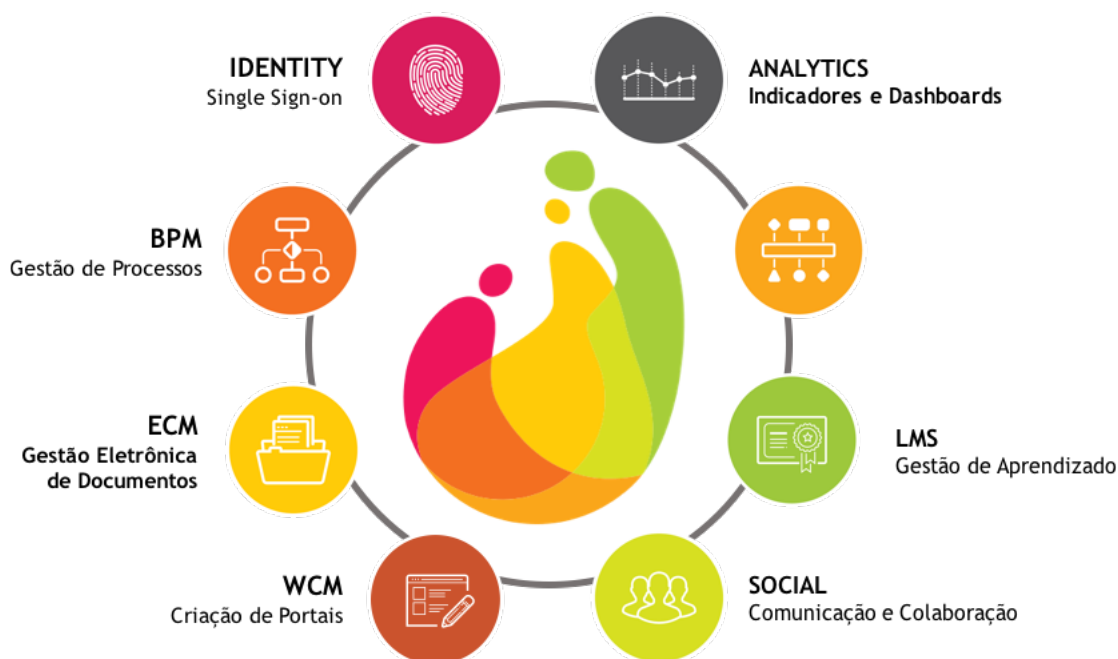 IDENTITY
Single Sign-on
ANALYTICS
Indicadores e Dashboards
BPM
Gestão de Processos
ECM
Gestão Eletrônica
de Documentos
LMS
Gestão de Aprendizado
WCM
Criação de Portais
SOCIAL
Comunicação e Colaboração